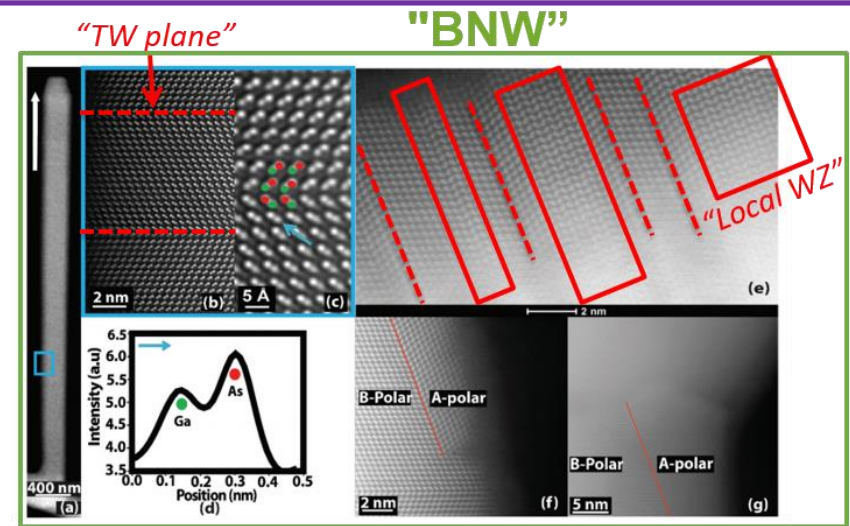 "BNW”
“TW plane”
2 nm
(b)
5 Å
(c)
“Local WZ”
(e)
2 nm
400 nm
(a)
Intensity (a.u)
6.5
6.0
5.5
5.0
4.5
4.0
3.5
Ga
As
0 0.1 0.2 0.3 0.4 0.5
Position (nm)
(d)
B-Polar A-polar
2 nm
(f)
B-Polar A-polar
5 nm
(g)